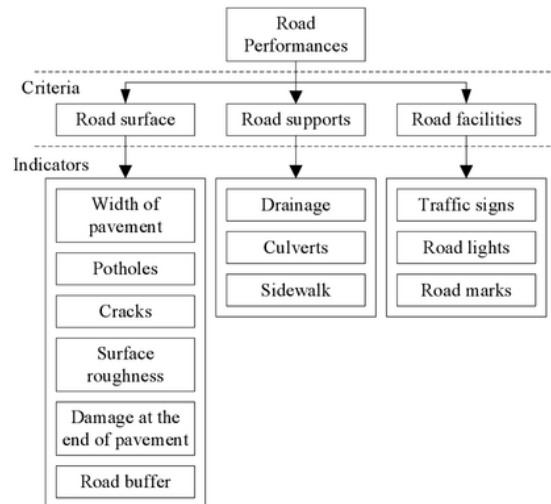 Road
Performances
Criteria
Road surface
Road supports
Road facilities
Indicators
Width of
pavement
Potholes
Cracks
Surface
roughness
Damage at the
end of pavement
Road buffer
Drainage
Culverts
Sidewalk
Traffic signs
Road lights
Road marks